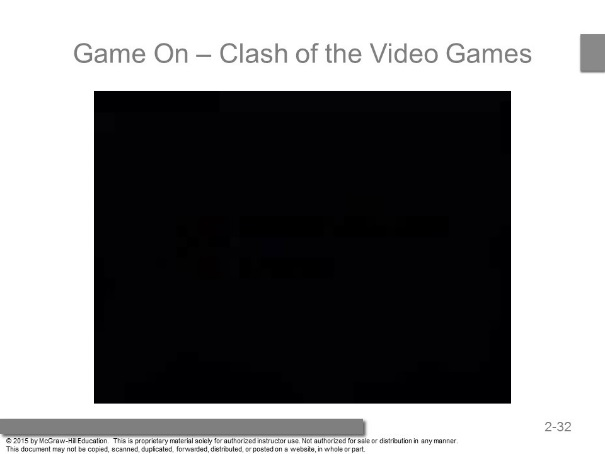 Game On – Clash of the Video Games
2-32
© 2015 by McGraw-Hill Education. This is proprietary material solely for authorized instructor use. Not authorized for sale or distribution in any manner.
This document may not be copied, scanned, duplicated, forwarded, distributed, or posted on a website, in whole or part.